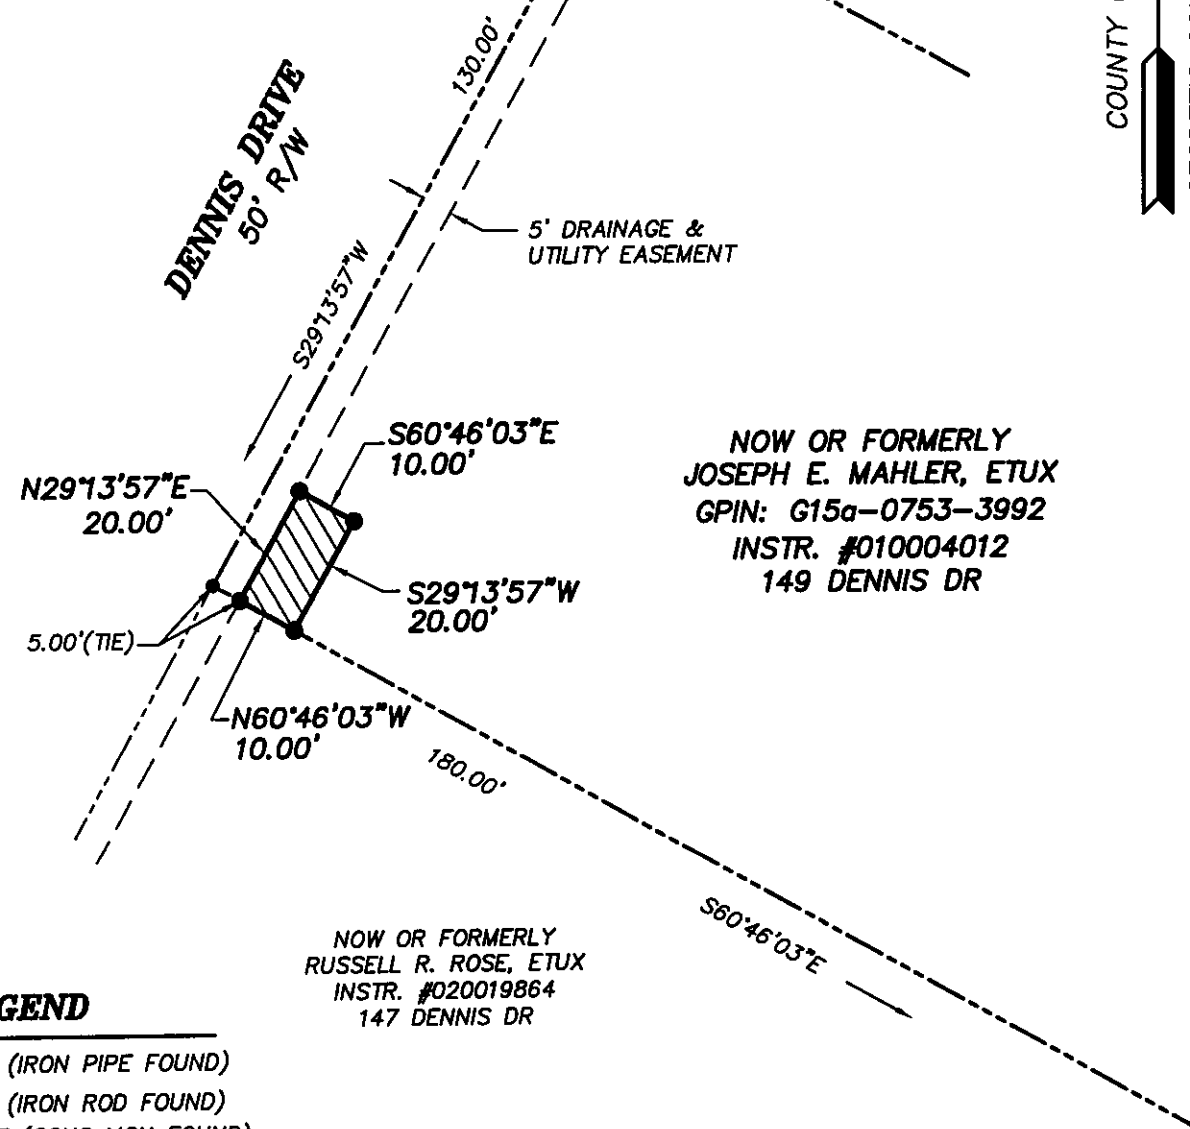 130.00'
COUNTY
DENNIS DRIVE
50' R/W
5' DRAINAGE &
UTILITY EASEMENT
S29°13'57"W
S60°46'03"E
10.00'
NOW OR FORMERLY
JOSEPH E. MAHLER, ETUX
GPIN: G15a-0753-3992
INSTR. #010004012
149 DENNIS DR
N29°13'57"E
20.00'
S29°13'57"W
20.00'
5.00'(TIE)
N60°46'03"W
10.00'
180.00'
S60°46'03"E
NOW OR FORMERLY
RUSSELL R. ROSE, ETUX
INSTR. #020019864
147 DENNIS DR
GEND
(IRON PIPE FOUND)
(IRON ROD FOUND)